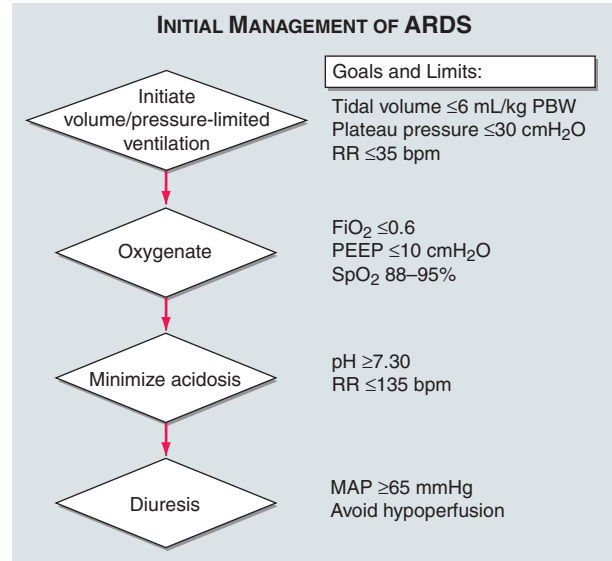 INITIAL MANAGEMENT OF ARDS
Goals and Limits:
Initiate
volume/pressure-limited
ventilation
Tidal volume ≤6 mL/kg PBW
Plateau pressure ≤30 cmH₂O
RR ≤35 bpm
Oxygenate
FiO₂ ≤0.6
PEEP ≤10 cmH₂O
SpO₂ 88–95%
Minimize acidosis
pH ≥7.30
RR ≤135 bpm
Diuresis
MAP ≥65 mmHg
Avoid hypoperfusion